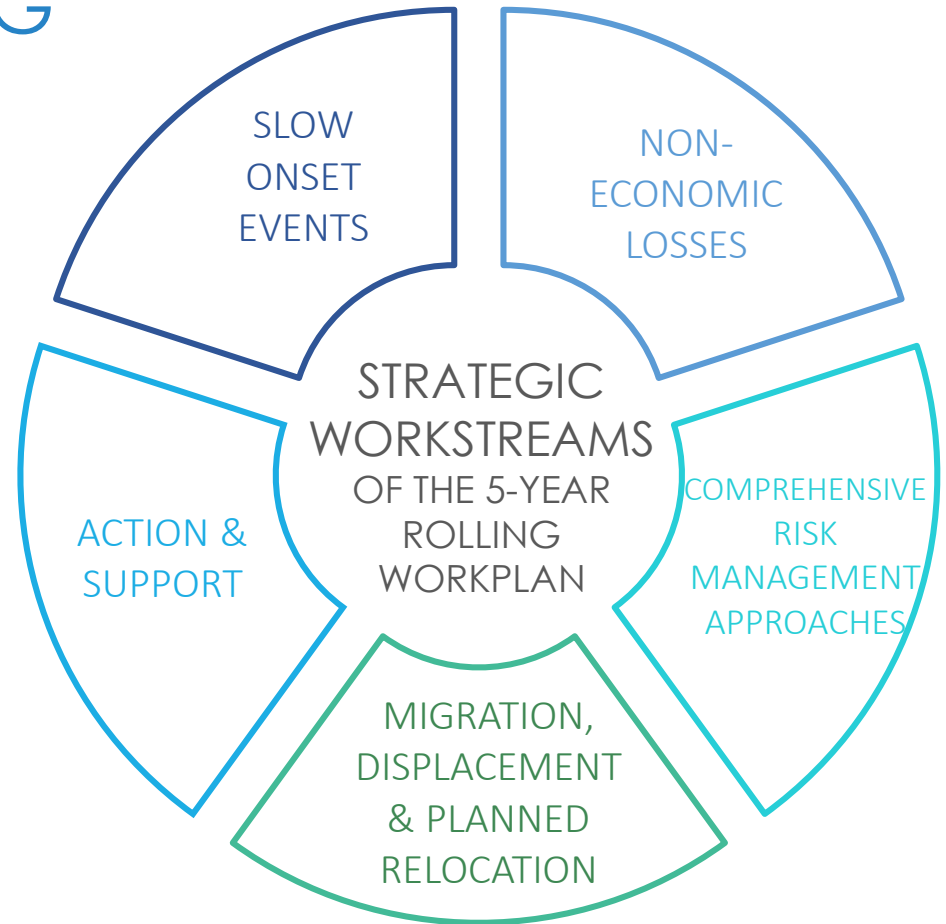 G
SLOW
ONSET
EVENTS
NON-
ECONOMIC
LOSSES
STRATEGIC
WORKSTREAMS
OF THE 5-YEAR
ROLLING
WORKPLAN
COMPREHENSIVE
RISK
MANAGEMENT
APPROACHES
ACTION &
SUPPORT
MIGRATION,
DISPLACEMENT
& PLANNED
RELOCATION